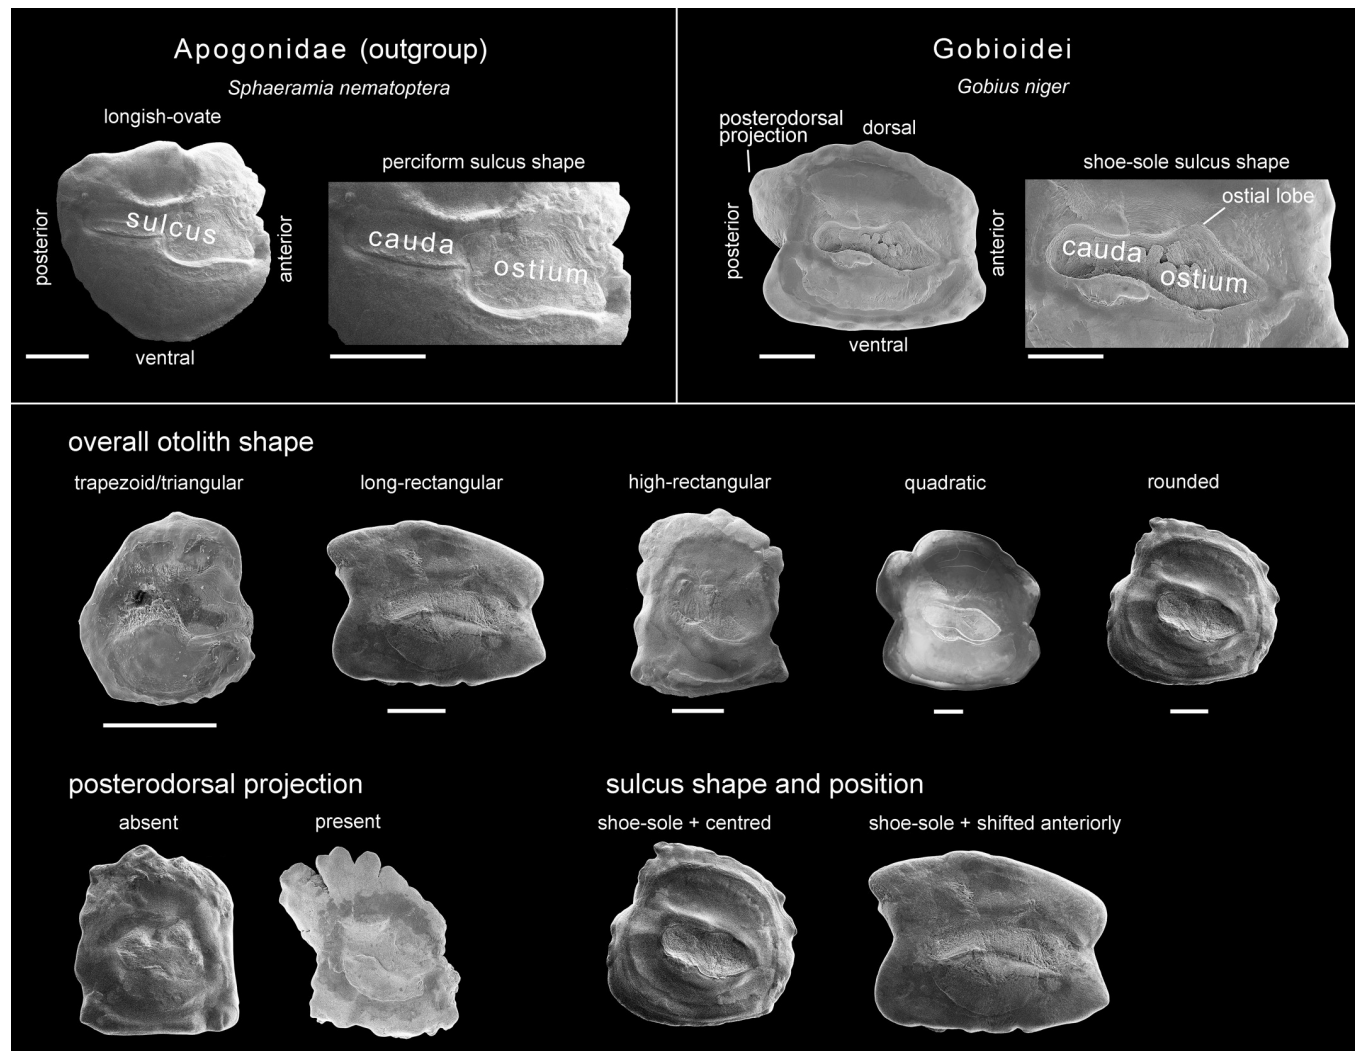 Apogonidae (outgroup)
Sphaeramia nematoptera
longish-ovate
perciform sulcus shape
posterior
sulcus
anterior
cauda
ostium
ventral
Gobioidei
Gobius niger
posterodorsal
projection
dorsal
shoe-sole sulcus shape
ostial lobe
posterior
anterior
cauda
ostium
ventral
overall otolith shape
trapezoid/triangular
long-rectangular
high-rectangular
quadratic
rounded
posterodorsal projection
absent
present
sulcus shape and position
shoe-sole + centred
shoe-sole + shifted anteriorly